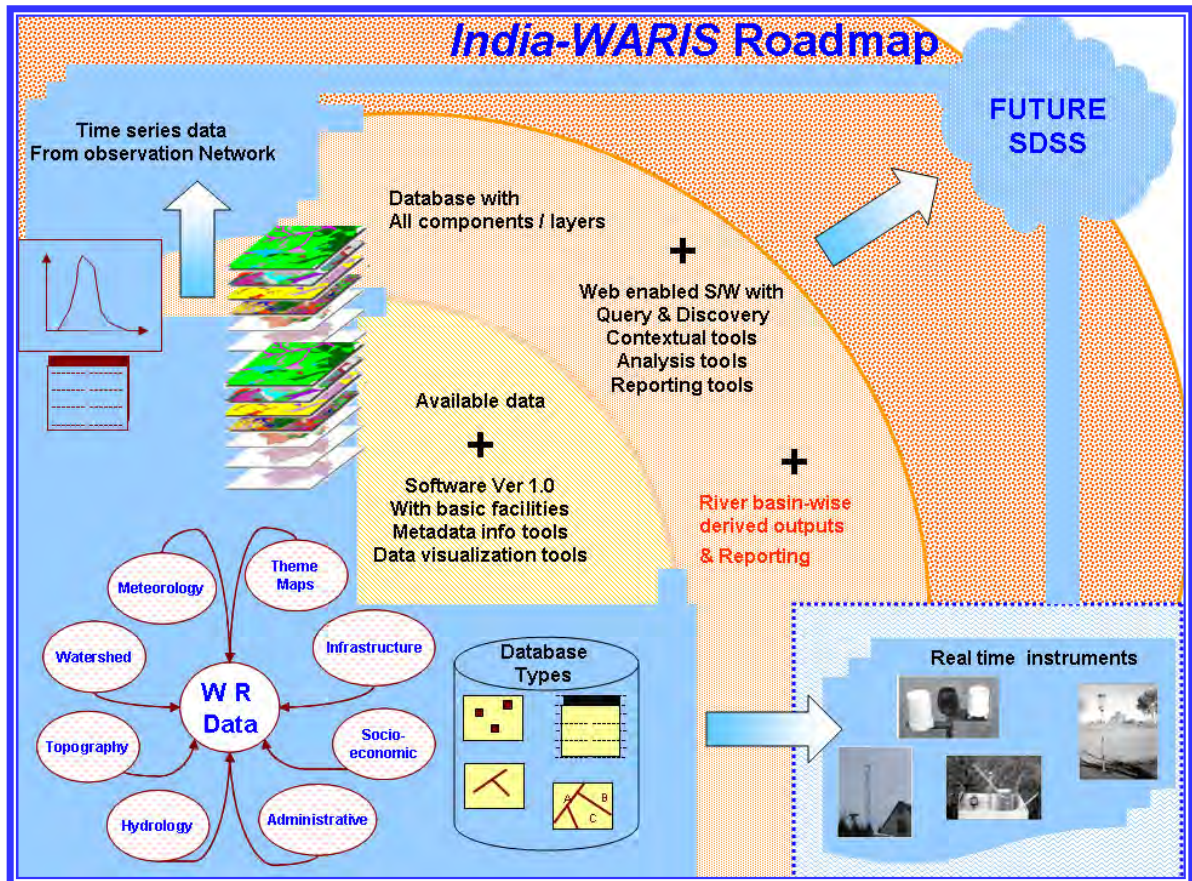 India-WARIS Roadmap
FUTURE
SDSS
Time series data
From observation Network
Database with
All components / layers
+
Web enabled S/W with
Query & Discovery
Contextual tools
Analysis tools
Reporting tools
Available data
+
Software Ver 1.0
With basic facilities
Metadata info tools
Data visualization tools
+
River basin-wise
derived outputs
& Reporting
Meteorology
Theme
Maps
Watershed
Infrastructure
W R
Data
Topography
Socio-
economic
Hydrology
Administrative
Database
Types
A
B
C
Real time instruments